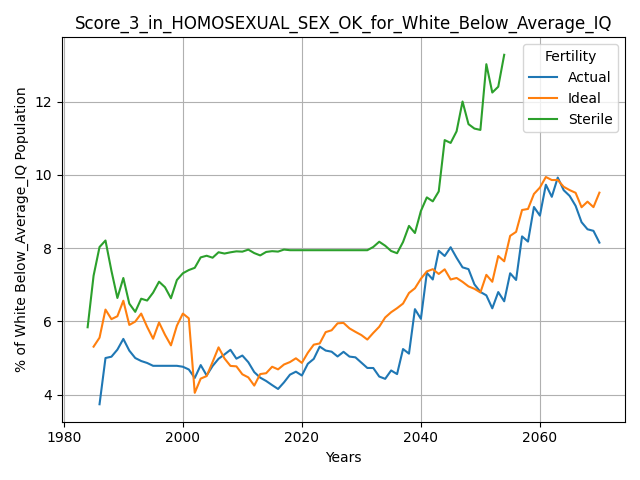 Score_3_in_HOMOSEXUAL_SEX_OK_for_White_Below_Average_IQ
% of White Below_Average_IQ Population
12
10
8
6
4
Fertility
Actual
Ideal
Sterile
1980 2000 2020 2040 2060
Years